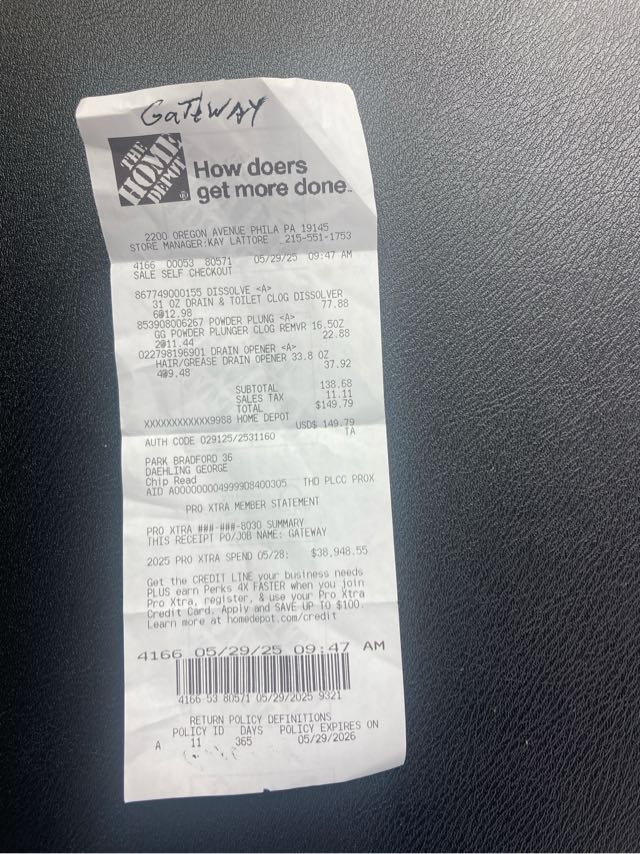 GaTeWAY
THE HOME DEPOT
How doers
get more done.
2200 OREGON AVENUE PHILA PA 19145
STORE MANAGER:KAY LATTORE 215-551-1753
4166 00053 80571 05/29/25 09:47 AM
SALE SELF CHECKOUT
867749000155 DISSOLVE <A>
31 OZ DRAIN & TOILET CLOG DISSOLVER
6@12.98 77.88
853908006267 POWDER PLUNG <A>
GG POWDER PLUNGER CLOG REMVR 16.5OZ
2@11.44 22.88
022798196901 DRAIN OPENER <A>
HAIR/GREASE DRAIN OPENER 33.8 OZ
4@9.48 37.92
SUBTOTAL 138.68
SALES TAX 11.11
TOTAL $149.79
XXXXXXXXXXXX9988 HOME DEPOT
USD$ 149.79
AUTH CODE 029125/2531160 TA
PARK BRADFORD 36
DAEHLING GEORGE
Chip Read
AID A000000004999908400305 THD PLCC PROX
PRO XTRA MEMBER STATEMENT
PRO XTRA ###-###-8030 SUMMARY
THIS RECEIPT PO/JOB NAME: GATEWAY
2025 PRO XTRA SPEND 05/28: $38,948.55
Get the CREDIT LINE your business needs
PLUS earn Perks 4X FASTER when you join
Pro Xtra, register, & use your Pro Xtra
Credit Card. Apply and SAVE UP TO $100.
Learn more at homedepot.com/credit
4166 05/29/25 09:47 AM
4166 53 80571 05/29/2025 9321
RETURN POLICY DEFINITIONS
POLICY ID DAYS POLICY EXPIRES ON
A 11 365 05/29/2026